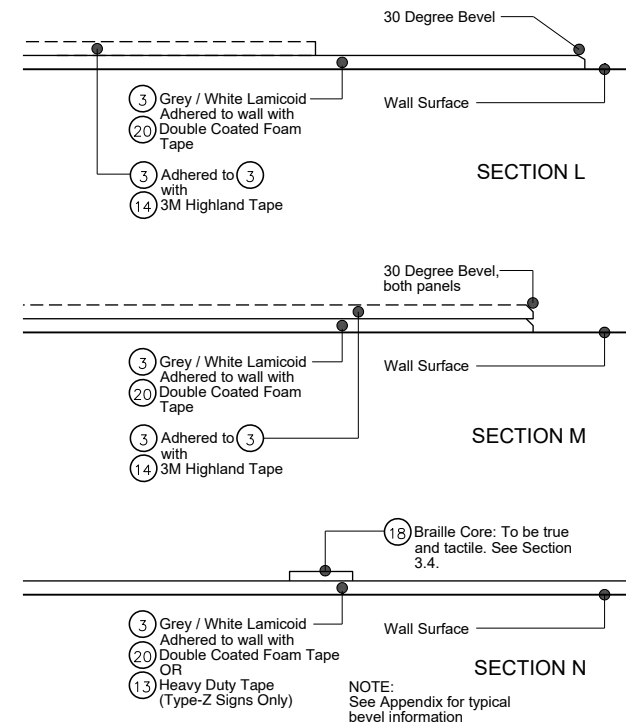 30 Degree Bevel
3 Grey / White Lamicoid
Adhered to wall with
20 Double Coated Foam
Tape
Wall Surface
3 Adhered to 3
with
14 3M Highland Tape
SECTION L
30 Degree Bevel,
both panels
3 Grey / White Lamicoid
Adhered to wall with
20 Double Coated Foam
Tape
Wall Surface
3 Adhered to 3
with
14 3M Highland Tape
SECTION M
18 Braille Core: To be true
and tactile. See Section
3.4.
3 Grey / White Lamicoid
Adhered to wall with
20 Double Coated Foam Tape
OR
13 Heavy Duty Tape
(Type-Z Signs Only)
Wall Surface
SECTION N
NOTE:
See Appendix for typical
bevel information